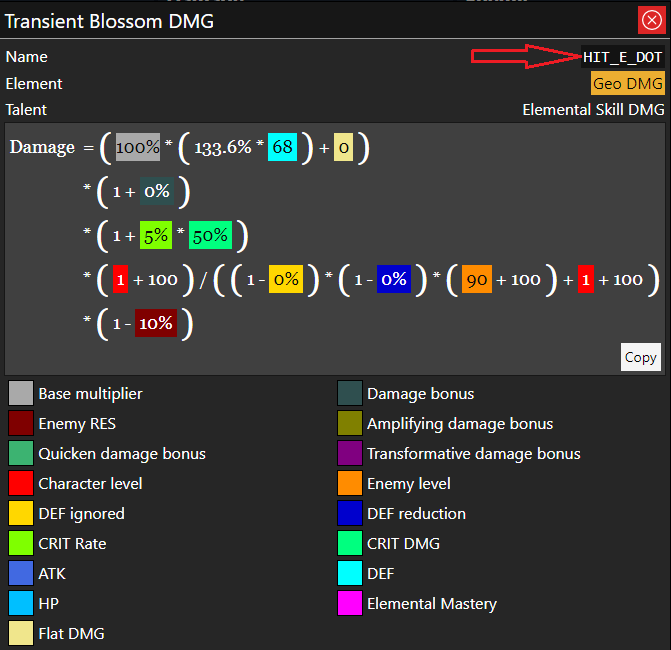 Transient Blossom DMG
Name HIT_E_DOT
Element Geo DMG
Talent Elemental Skill DMG
Damage = ( 100% * ( 133.6% * 68 ) + 0 )
* ( 1 + 0% )
* ( 1 + 5% * 50% )
* ( 1 + 100 ) / ( ( 1 - 0% ) * ( 1 - 0% ) * ( 90 + 100 ) + 1 + 100 )
* ( 1 - 10% )
Copy
Base multiplier Damage bonus
Enemy RES Amplifying damage bonus
Quicken damage bonus Transformative damage bonus
Character level Enemy level
DEF ignored DEF reduction
CRIT Rate CRIT DMG
ATK DEF
HP Elemental Mastery
Flat DMG